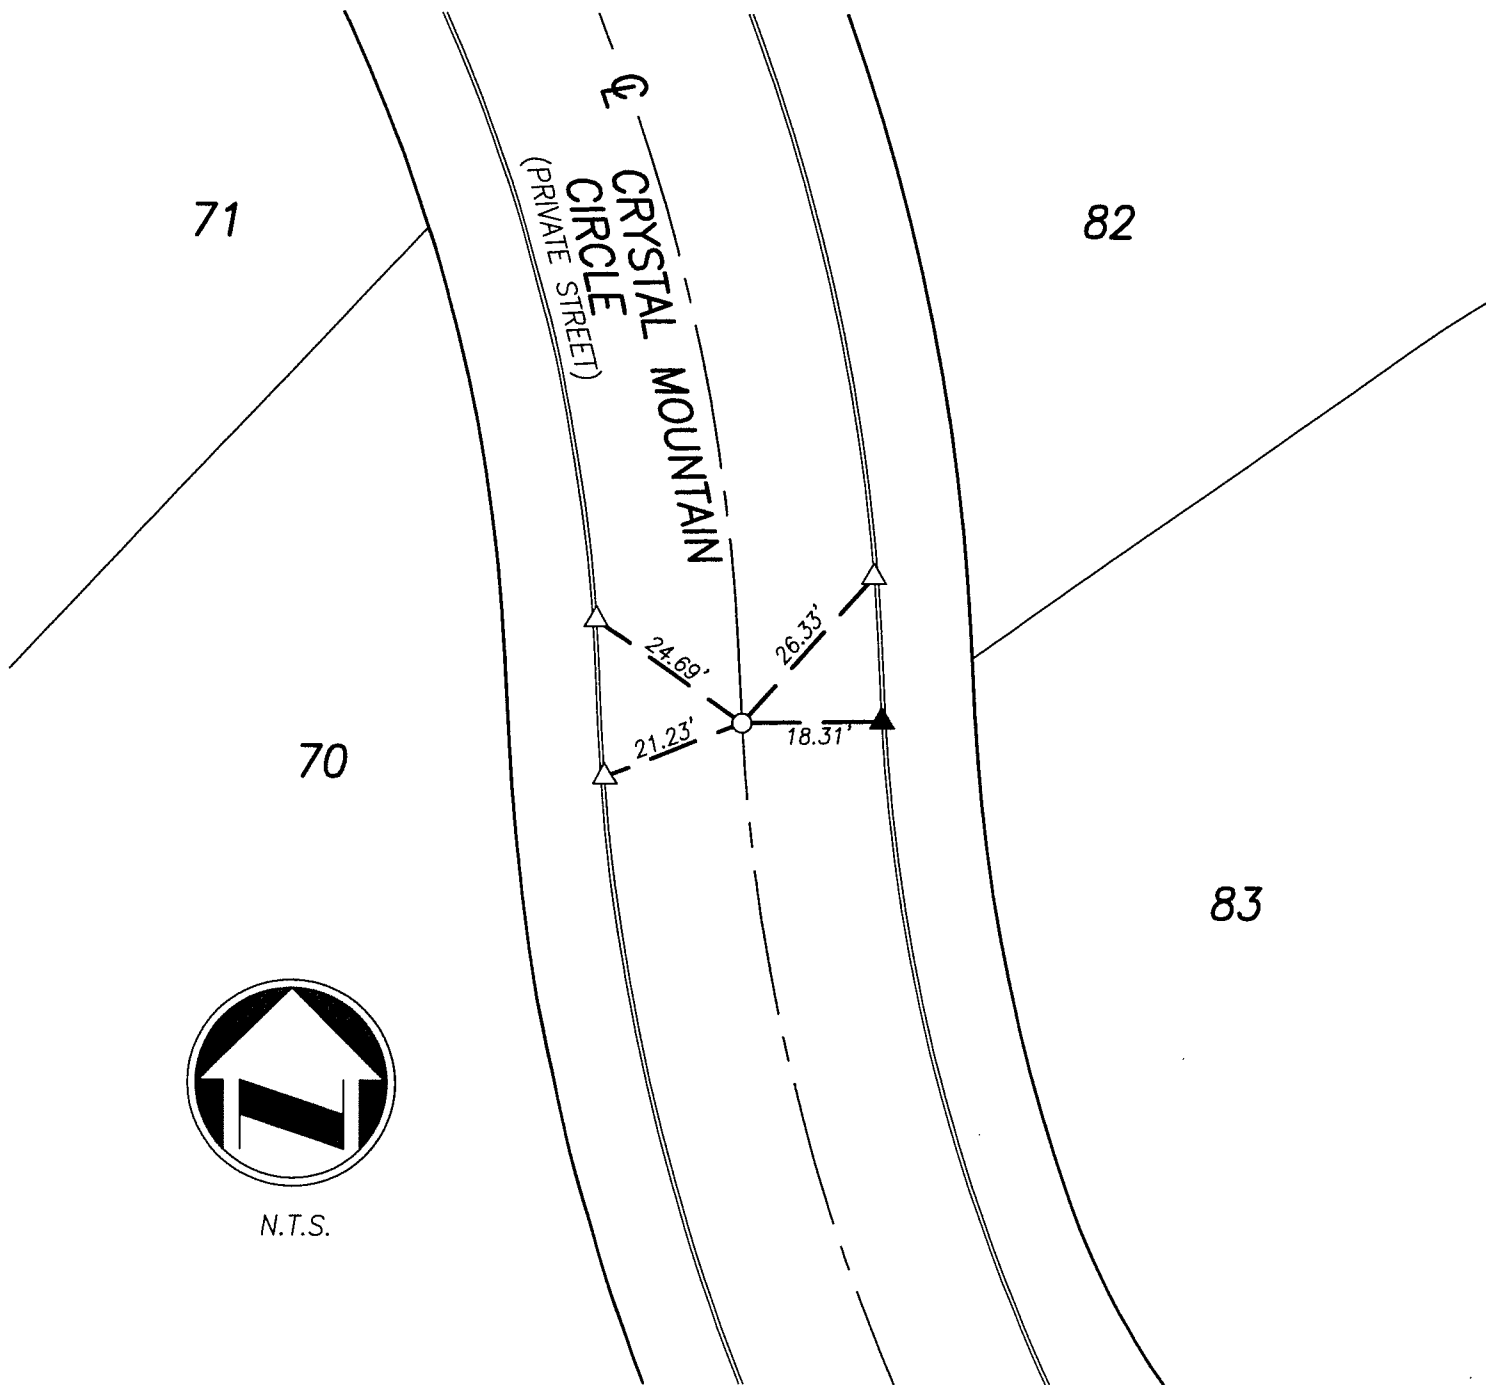 ℄
CRYSTAL MOUNTAIN
CIRCLE
(PRIVATE STREET)
71
82
26.33'
24.69'
21.23'
18.31'
70
83
N
N.T.S.